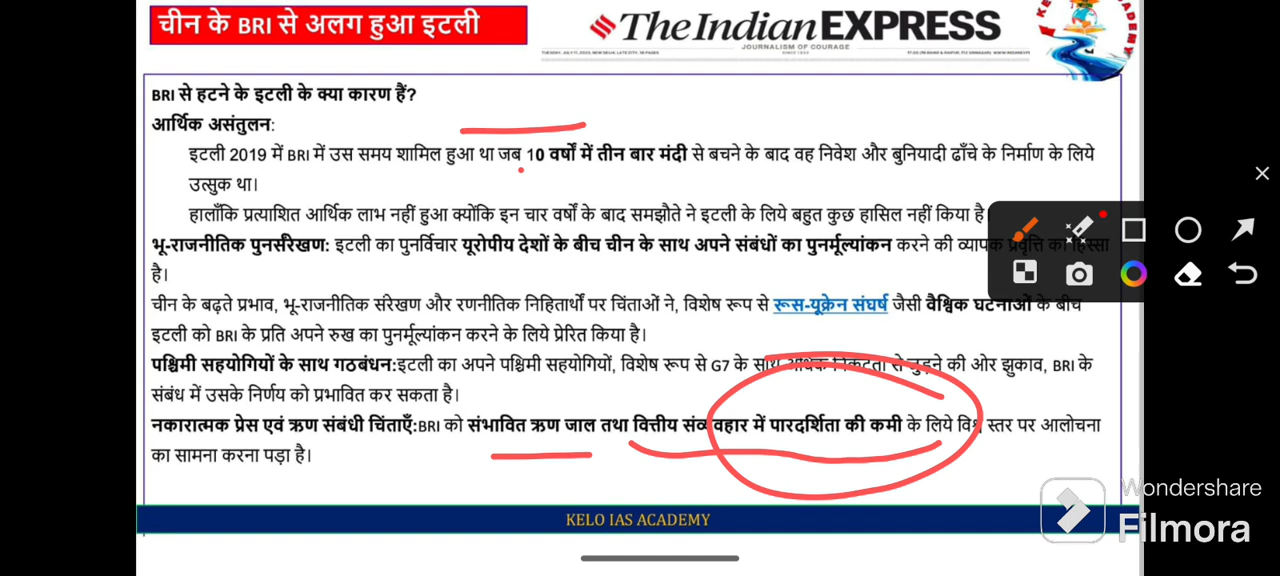 चीन के BRI से अलग हुआ इटली
The Indian EXPRESS
JOURNALISM OF COURAGE
SINCE 1932
BRI से हटने के इटली के क्या कारण हैं?
आर्थिक असंतुलन:
इटली 2019 में BRI में उस समय शामिल हुआ था जब 10 वर्षों में तीन बार मंदी से बचने के बाद वह निवेश और बुनियादी ढाँचे के निर्माण के लिये
उत्सुक था।
हालाँकि प्रत्याशित आर्थिक लाभ नहीं हुआ क्योंकि इन चार वर्षों के बाद समझौते ने इटली के लिये बहुत कुछ हासिल नहीं किया है।
भू-राजनीतिक पुनर्संरेखण: इटली का पुनर्विचार यूरोपीय देशों के बीच चीन के साथ अपने संबंधों का पुनर्मूल्यांकन करने की व्यापक प्रवृत्ति का हिस्सा
है।
चीन के बढ़ते प्रभाव, भू-राजनीतिक संरेखण और रणनीतिक निहितार्थों पर चिंताओं ने, विशेष रूप से रूस-यूक्रेन संघर्ष जैसी वैश्विक घटनाओं के बीच
इटली को BRI के प्रति अपने रुख का पुनर्मूल्यांकन करने के लिये प्रेरित किया है।
पश्चिमी सहयोगियों के साथ गठबंधन:इटली का अपने पश्चिमी सहयोगियों, विशेष रूप से G7 के साथ अधिक निकटता से जुड़ने की ओर झुकाव, BRI के
संबंध में उसके निर्णय को प्रभावित कर सकता है।
नकारात्मक प्रेस एवं ऋण संबंधी चिंताएँ:BRI को संभावित ऋण जाल तथा वित्तीय संव्यवहार में पारदर्शिता की कमी के लिये विश्व स्तर पर आलोचना
का सामना करना पड़ा है।
KELO IAS ACADEMY
Wondershare
Filmora